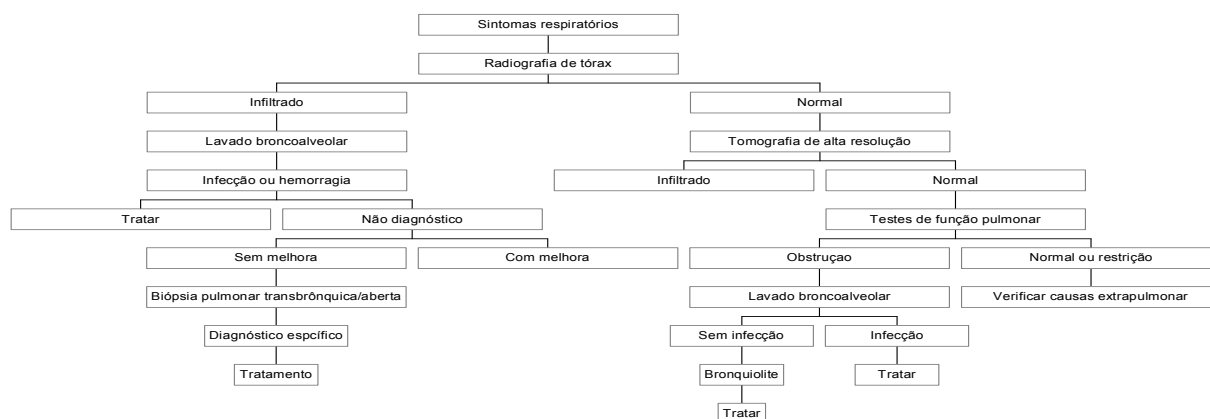 Sintomas respiratórios
Radiografia de tórax
Infiltrado
Normal
Lavado broncoalveolar
Tomografia de alta resolução
Infecção ou hemorragia
Infiltrado
Normal
Tratar
Não diagnóstico
Testes de função pulmonar
Sem melhora
Com melhora
Obstruçao
Normal ou restrição
Biópsia pulmonar transbrônquica/aberta
Lavado broncoalveolar
Verificar causas extrapulmonar
Diagnóstico espcífico
Sem infecção
Infecção
Tratamento
Bronquiolite
Tratar
Tratar